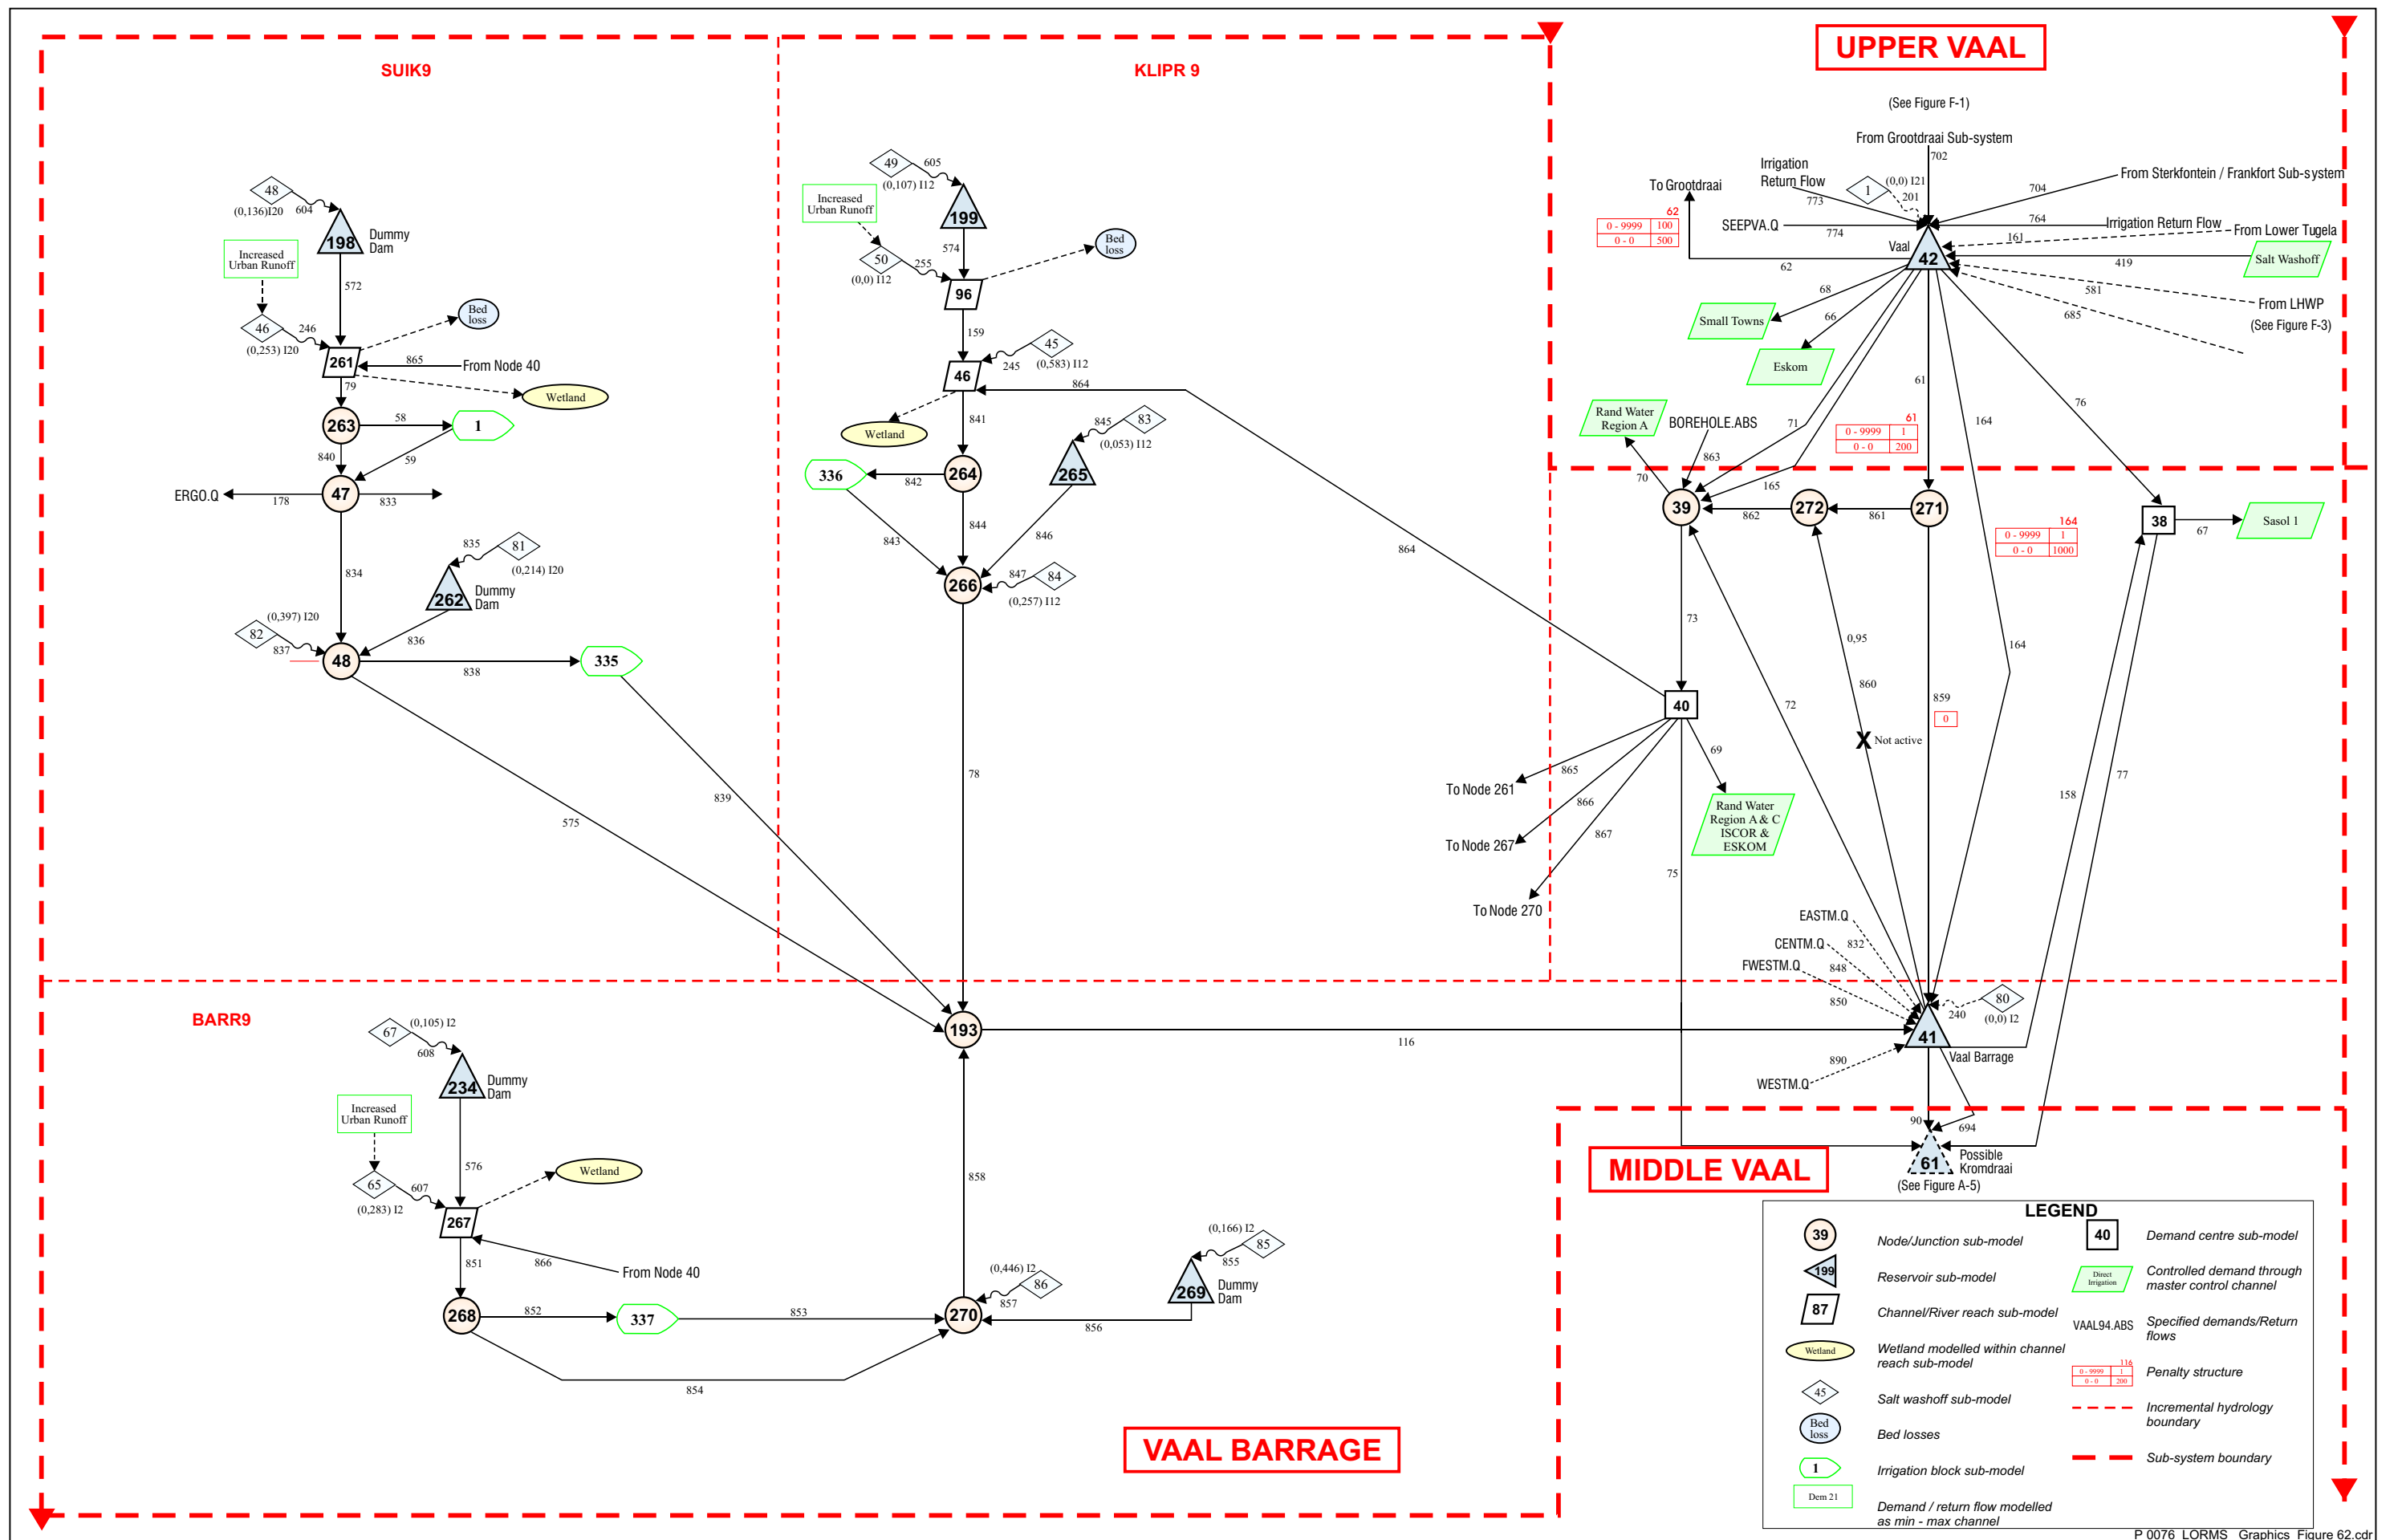 SUIK9
KLIPR 9
UPPER VAAL
(See Figure F-1)
From Grootdraai Sub-system
702
48
(0,136)I20
604
198
Dummy
Dam
Increased
Urban Runoff
572
46
246
(0,253) I20
Bed
loss
261
865
From Node 40
79
Wetland
263
58
1
840
59
ERGO.Q
178
47
833
834
835
81
(0,214) I20
262
Dummy
Dam
(0,397) I20
82
837
836
48
838
335
575
839
49
605
(0,107) I12
Increased
Urban Runoff
199
574
50
255
(0,0) I12
Bed
loss
96
159
45
245
(0,583) I12
46
864
841
Wetland
845
83
(0,053) I12
336
842
264
265
844
843
846
266
847
84
(0,257) I12
864
78
Irrigation
Return Flow
773
1
(0,0) I21
201
From Sterkfontein / Frankfort Sub-system
704
To Grootdraai
62
0 - 9999
100
0 - 0
500
SEEPVA.Q
774
764
Irrigation Return Flow
161
From Lower Tugela
Vaal
42
62
419
Salt Washoff
581
From LHWP
(See Figure F-3)
685
68
Small Towns
66
Eskom
61
76
164
71
61
0 - 9999
1
0 - 0
200
Rand Water
Region A
BOREHOLE.ABS
863
70
165
39
862
272
861
271
164
0 - 9999
1
0 - 0
1000
38
67
Sasol 1
73
0,95
164
860
859
0
72
40
X
Not active
69
865
To Node 261
866
To Node 267
867
To Node 270
Rand Water
Region A & C
ISCOR &
ESKOM
75
158
77
EASTM.Q
832
CENTM.Q
848
FWESTM.Q
850
80
240
(0,0) I2
41
Vaal Barrage
890
WESTM.Q
BARR9
193
116
67
(0,105) I2
608
234
Dummy
Dam
Increased
Urban Runoff
576
65
607
(0,283) I2
Wetland
267
851
866
From Node 40
268
852
337
853
854
858
(0,446) I2
86
857
270
(0,166) I2
85
855
269
Dummy
Dam
856
90
694
61
Possible
Kromdraai
(See Figure A-5)
MIDDLE VAAL
VAAL BARRAGE
LEGEND
39
Node/Junction sub-model
199
Reservoir sub-model
87
Channel/River reach sub-model
Wetland
Wetland modelled within channel
reach sub-model
45
Salt washoff sub-model
Bed
loss
Bed losses
1
Irrigation block sub-model
Dem 21
Demand / return flow modelled
as min - max channel
40
Demand centre sub-model
Direct
Irrigation
Controlled demand through
master control channel
VAAL94.ABS
Specified demands/Return
flows
116
0 - 9999
1
0 - 0
200
Penalty structure
Incremental hydrology
boundary
Sub-system boundary
P 0076_LORMS_ Graphics_Figure 62.cdr